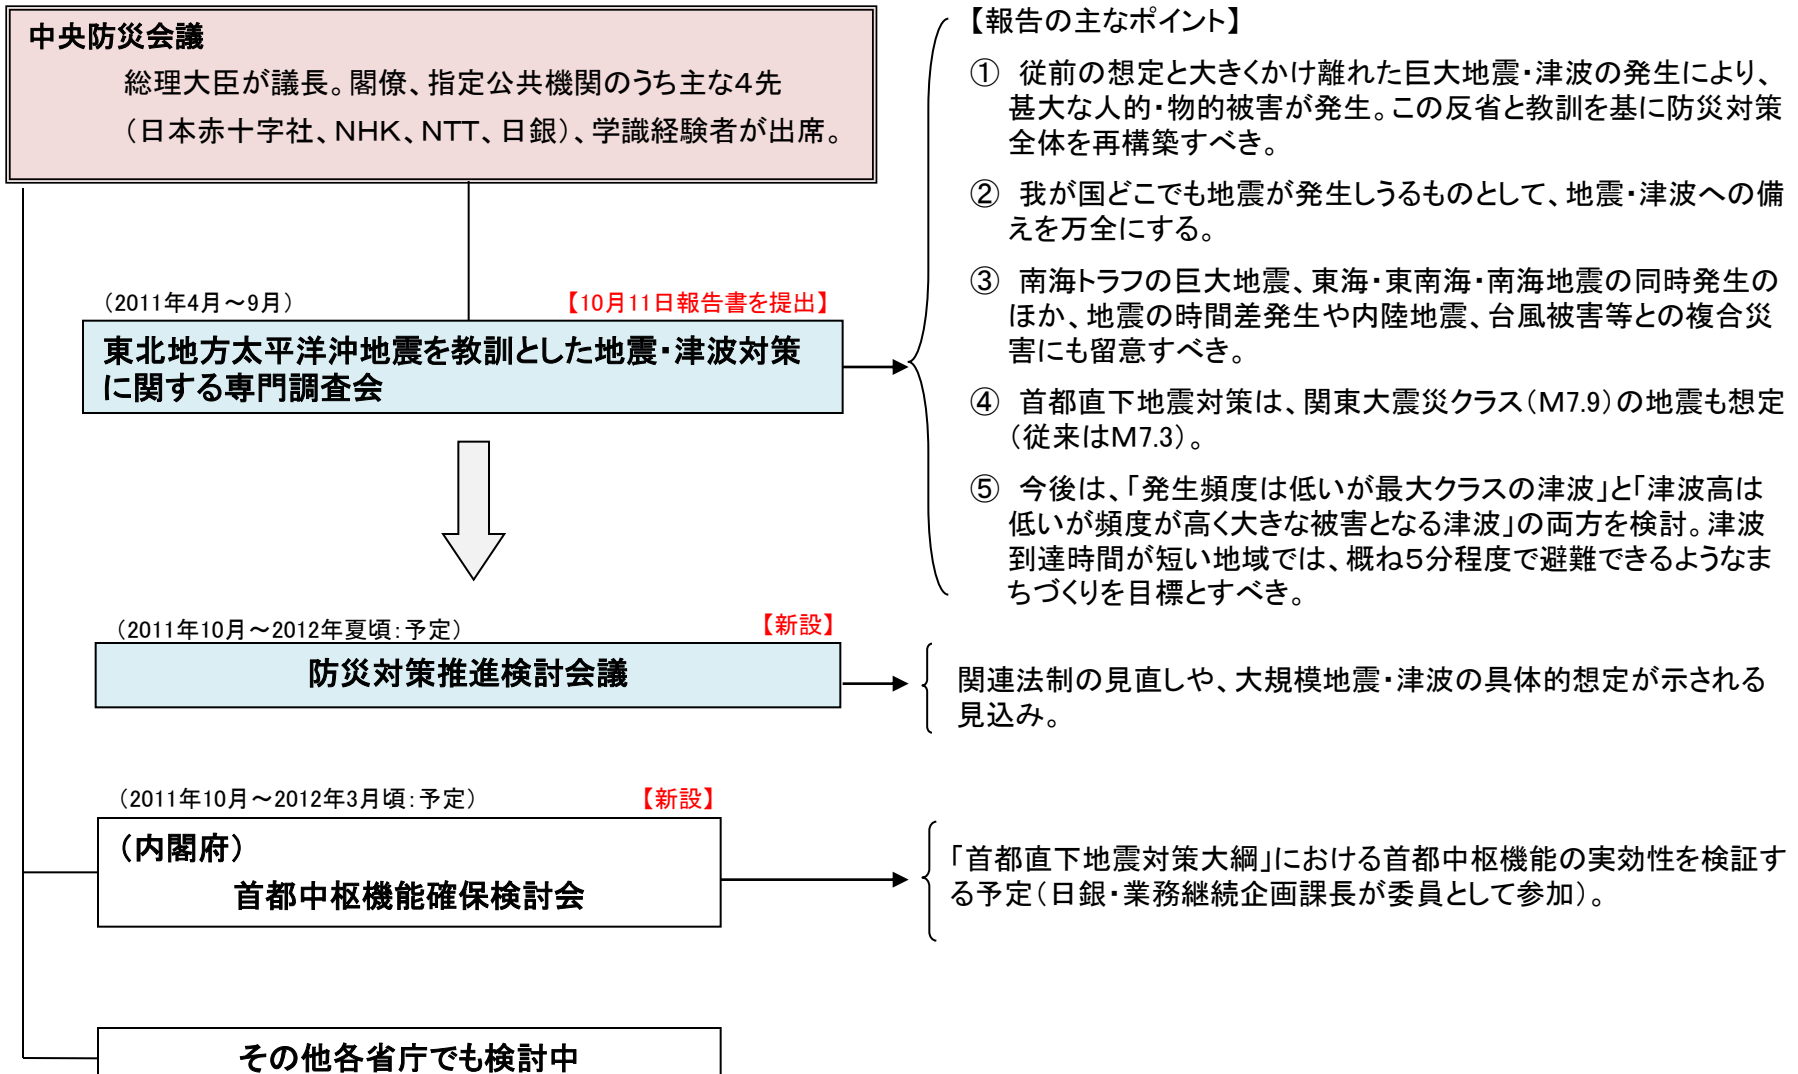 中央防災会議
総理大臣が議長。閣僚、指定公共機関のうち主な4先
（日本赤十字社、NHK、NTT、日銀）、学識経験者が出席。
（2011年4月～9月）
【10月11日報告書を提出】
東北地方太平洋沖地震を教訓とした地震・津波対策
に関する専門調査会
【報告の主なポイント】
① 従前の想定と大きくかけ離れた巨大地震・津波の発生により、
甚大な人的・物的被害が発生。この反省と教訓を基に防災対策
全体を再構築すべき。
② 我が国どこでも地震が発生しうるものとして、地震・津波への備
えを万全にする。
③ 南海トラフの巨大地震、東海・東南海・南海地震の同時発生の
ほか、地震の時間差発生や内陸地震、台風被害等との複合災
害にも留意すべき。
④ 首都直下地震対策は、関東大震災クラス（M7.9）の地震も想定
（従来はM7.3）。
⑤ 今後は、「発生頻度は低いが最大クラスの津波」と「津波高は
低いが頻度が高く大きな被害となる津波」の両方を検討。津波
到達時間が短い地域では、概ね5分程度で避難できるようなま
ちづくりを目標とすべき。
（2011年10月～2012年夏頃：予定）
【新設】
防災対策推進検討会議
関連法制の見直しや、大規模地震・津波の具体的想定が示される
見込み。
（2011年10月～2012年3月頃：予定）
【新設】
（内閣府）
首都中枢機能確保検討会
「首都直下地震対策大綱」における首都中枢機能の実効性を検証す
る予定（日銀・業務継続企画課長が委員として参加）。
その他各省庁でも検討中